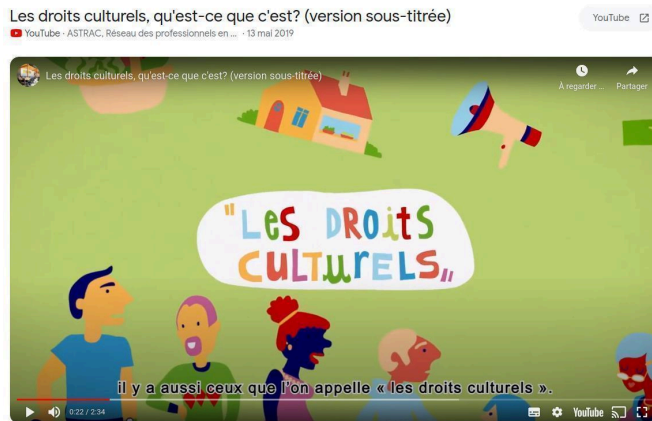 Les droits culturels, qu'est-ce que c'est? (version sous-titrée)
YouTube
YouTube · ASTRAC, Réseau des professionnels en ... · 13 mai 2019
Les droits culturels, qu'est-ce que c'est? (version sous-titrée)
À regarder ...
Partager
"LES DROITS
CULTURELS"
il y a aussi ceux que l'on appelle « les droits culturels ».
0:22 / 2:34
YouTube